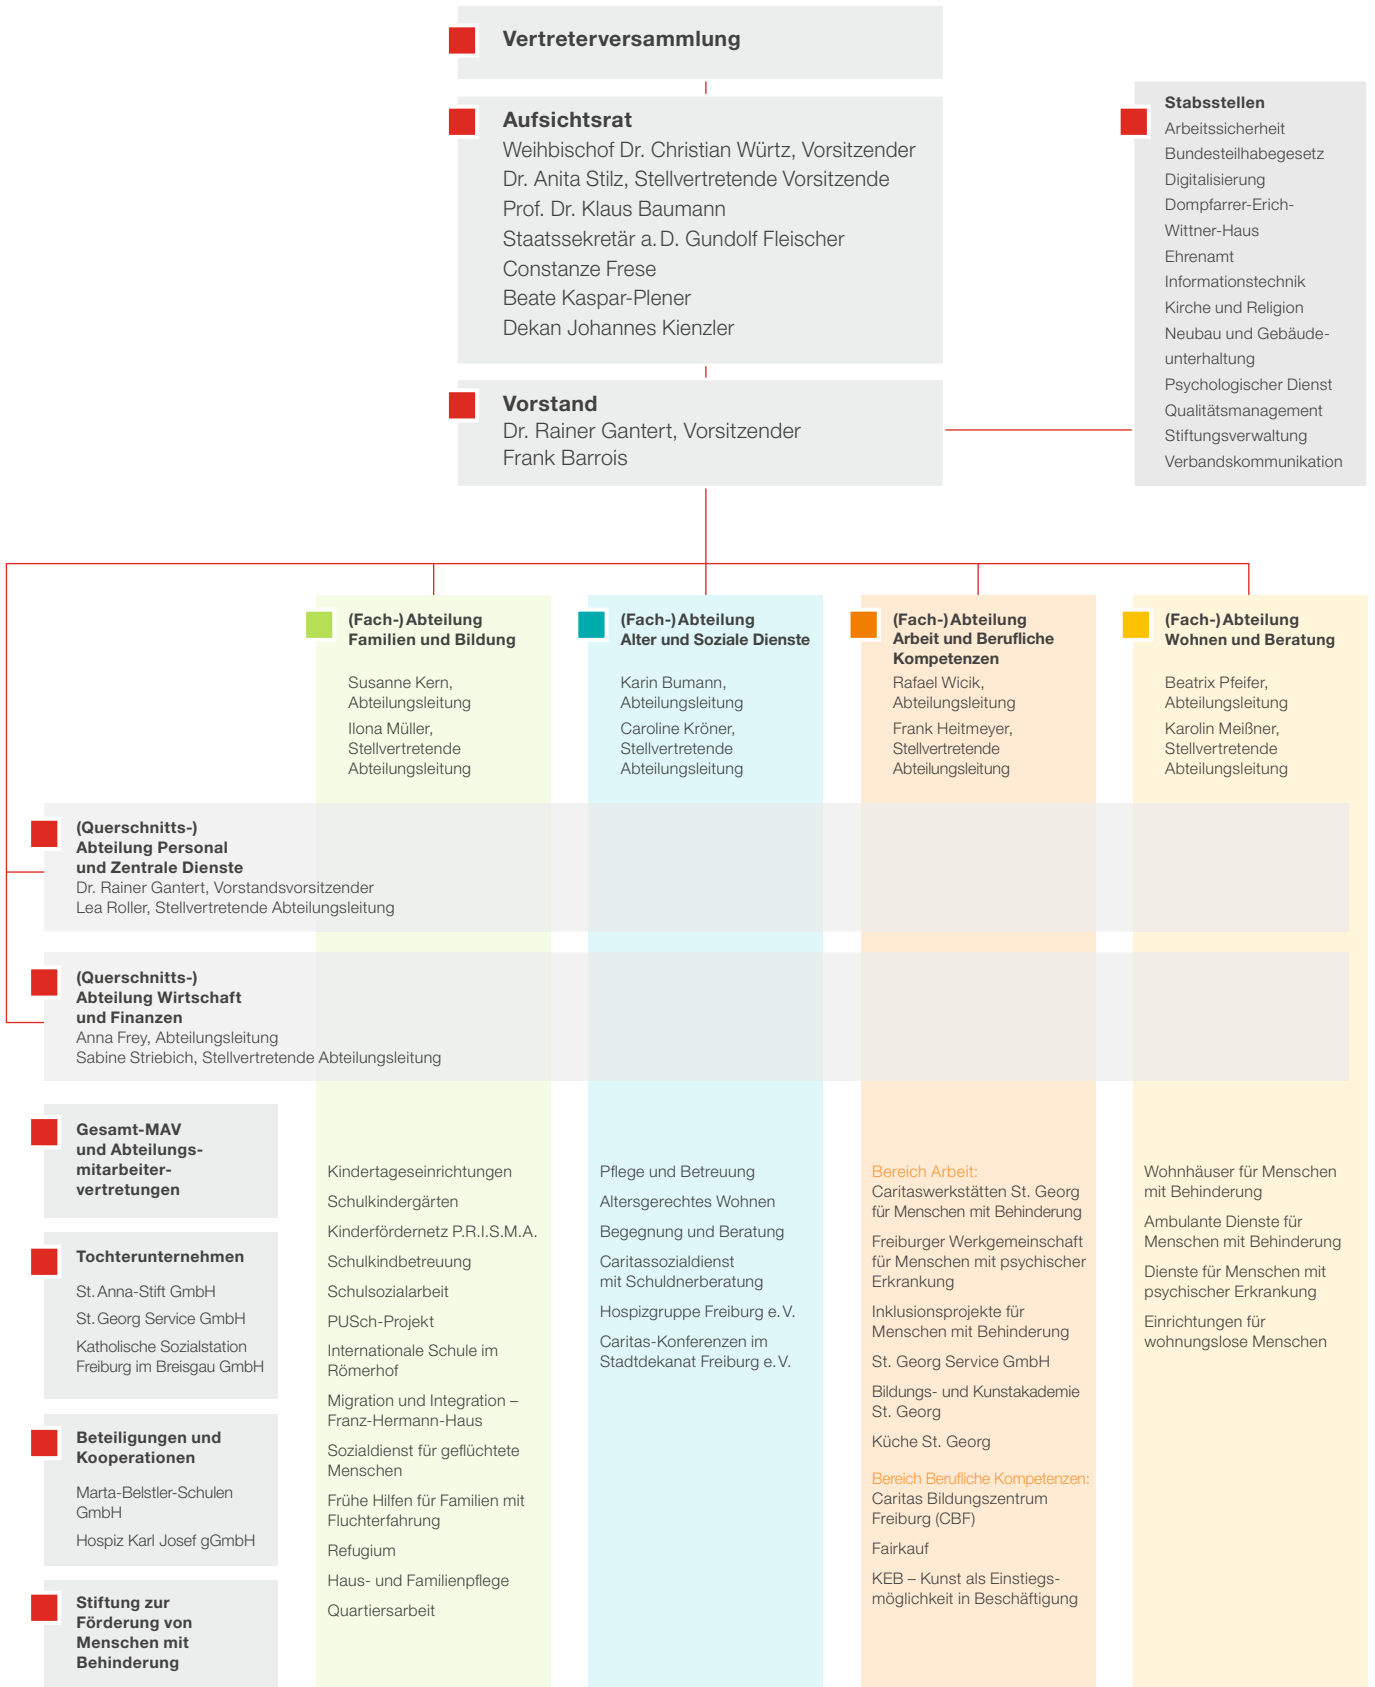 Vertreterversammlung
Aufsichtsrat
Weihbischof Dr. Christian Würtz, Vorsitzender
Dr. Anita Stilz, Stellvertretende Vorsitzende
Prof. Dr. Klaus Baumann
Staatssekretär a. D. Gundolf Fleischer
Constanze Frese
Beate Kaspar-Plener
Dekan Johannes Kienzler
Vorstand
Dr. Rainer Gantert, Vorsitzender
Frank Barrois
Stabsstellen
Arbeitssicherheit
Bundesteilhabegesetz
Digitalisierung
Dompfarrer-Erich-
Wittner-Haus
Ehrenamt
Informationstechnik
Kirche und Religion
Neubau und Gebäude-
unterhaltung
Psychologischer Dienst
Qualitätsmanagement
Stiftungsverwaltung
Verbandskommunikation
(Fach-) Abteilung
Familien und Bildung
Susanne Kern,
Abteilungsleitung
Ilona Müller,
Stellvertretende
Abteilungsleitung
(Fach-) Abteilung
Alter und Soziale Dienste
Karin Bumann,
Abteilungsleitung
Caroline Kröner,
Stellvertretende
Abteilungsleitung
(Fach-) Abteilung
Arbeit und Berufliche
Kompetenzen
Rafael Wicik,
Abteilungsleitung
Frank Heitmeyer,
Stellvertretende
Abteilungsleitung
(Fach-) Abteilung
Wohnen und Beratung
Beatrix Pfeifer,
Abteilungsleitung
Karolin Meißner,
Stellvertretende
Abteilungsleitung
(Querschnitts-)
Abteilung Personal
und Zentrale Dienste
Dr. Rainer Gantert, Vorstandsvorsitzender
Lea Roller, Stellvertretende Abteilungsleitung
(Querschnitts-)
Abteilung Wirtschaft
und Finanzen
Anna Frey, Abteilungsleitung
Sabine Striebich, Stellvertretende Abteilungsleitung
Gesamt-MAV
und Abteilungs-
mitarbeiter-
vertretungen
Tochterunternehmen
St. Anna-Stift GmbH
St. Georg Service GmbH
Katholische Sozialstation
Freiburg im Breisgau GmbH
Beteiligungen und
Kooperationen
Marta-Belstler-Schulen
GmbH
Hospiz Karl Josef gGmbH
Stiftung zur
Förderung von
Menschen mit
Behinderung
Kindertageseinrichtungen
Schulkindergärten
Kinderfördernetz P.R.I.S.M.A.
Schulkindbetreuung
Schulsozialarbeit
PUSch-Projekt
Internationale Schule im
Römerhof
Migration und Integration –
Franz-Hermann-Haus
Sozialdienst für geflüchtete
Menschen
Frühe Hilfen für Familien mit
Fluchterfahrung
Refugium
Haus- und Familienpflege
Quartiersarbeit
Pflege und Betreuung
Altersgerechtes Wohnen
Begegnung und Beratung
Caritassozialdienst
mit Schuldnerberatung
Hospizgruppe Freiburg e. V.
Caritas-Konferenzen im
Stadtdekanat Freiburg e. V.
Bereich Arbeit:
Caritaswerkstätten St. Georg
für Menschen mit Behinderung
Freiburger Werkgemeinschaft
für Menschen mit psychischer
Erkrankung
Inklusionsprojekte für
Menschen mit Behinderung
St. Georg Service GmbH
Bildungs- und Kunstakademie
St. Georg
Küche St. Georg
Bereich Berufliche Kompetenzen:
Caritas Bildungszentrum
Freiburg (CBF)
Fairkauf
KEB – Kunst als Einstiegs-
möglichkeit in Beschäftigung
Wohnhäuser für Menschen
mit Behinderung
Ambulante Dienste für
Menschen mit Behinderung
Dienste für Menschen mit
psychischer Erkrankung
Einrichtungen für
wohnungslose Menschen